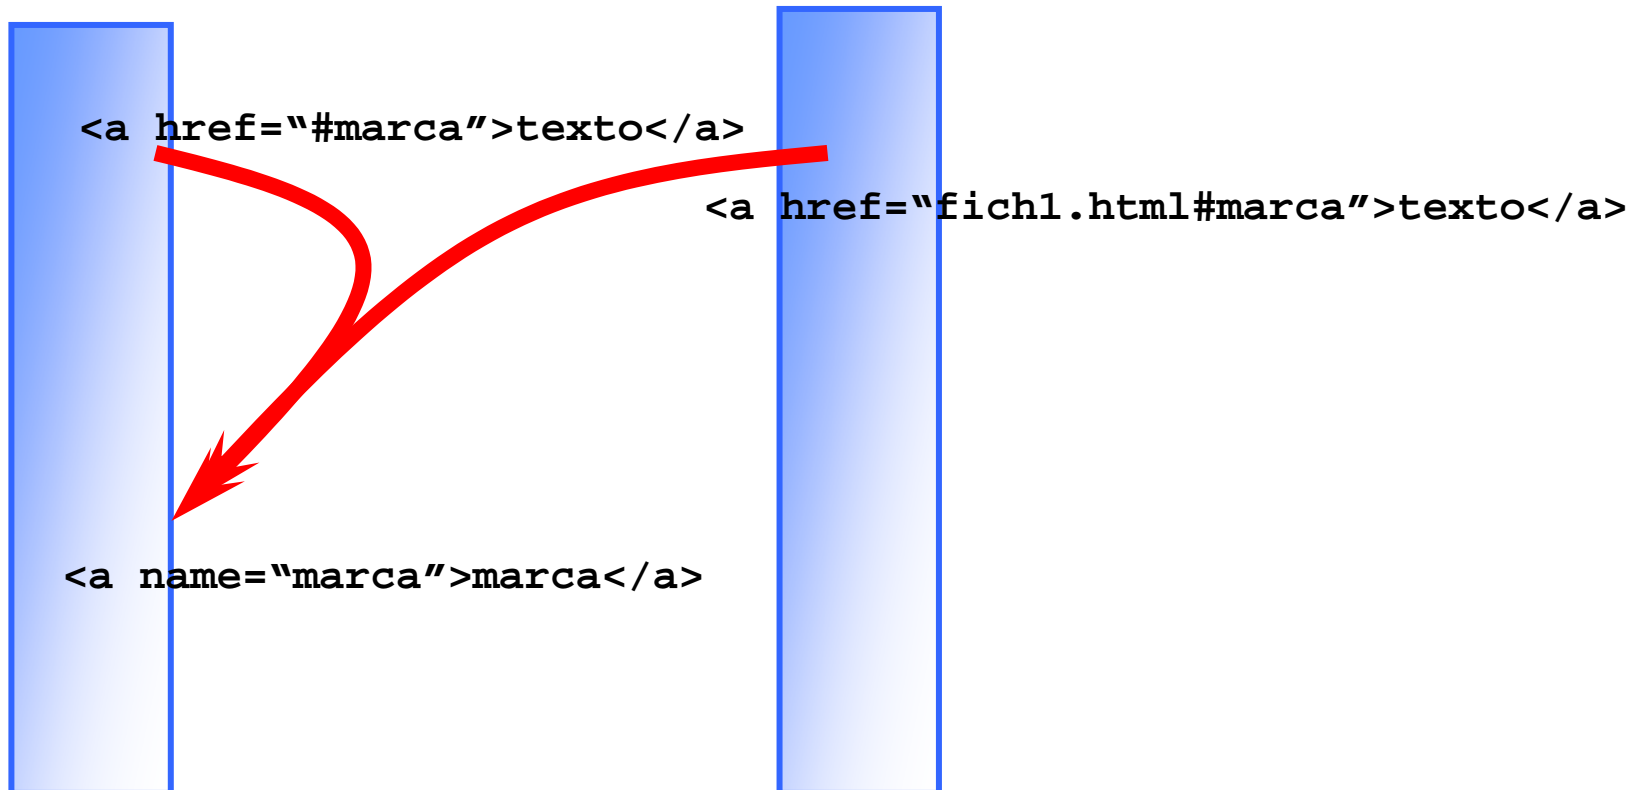 <a href=“#marca”>texto</a>
<a href=“fich1.html#marca”>texto</a>
<a name=“marca”>marca</a>